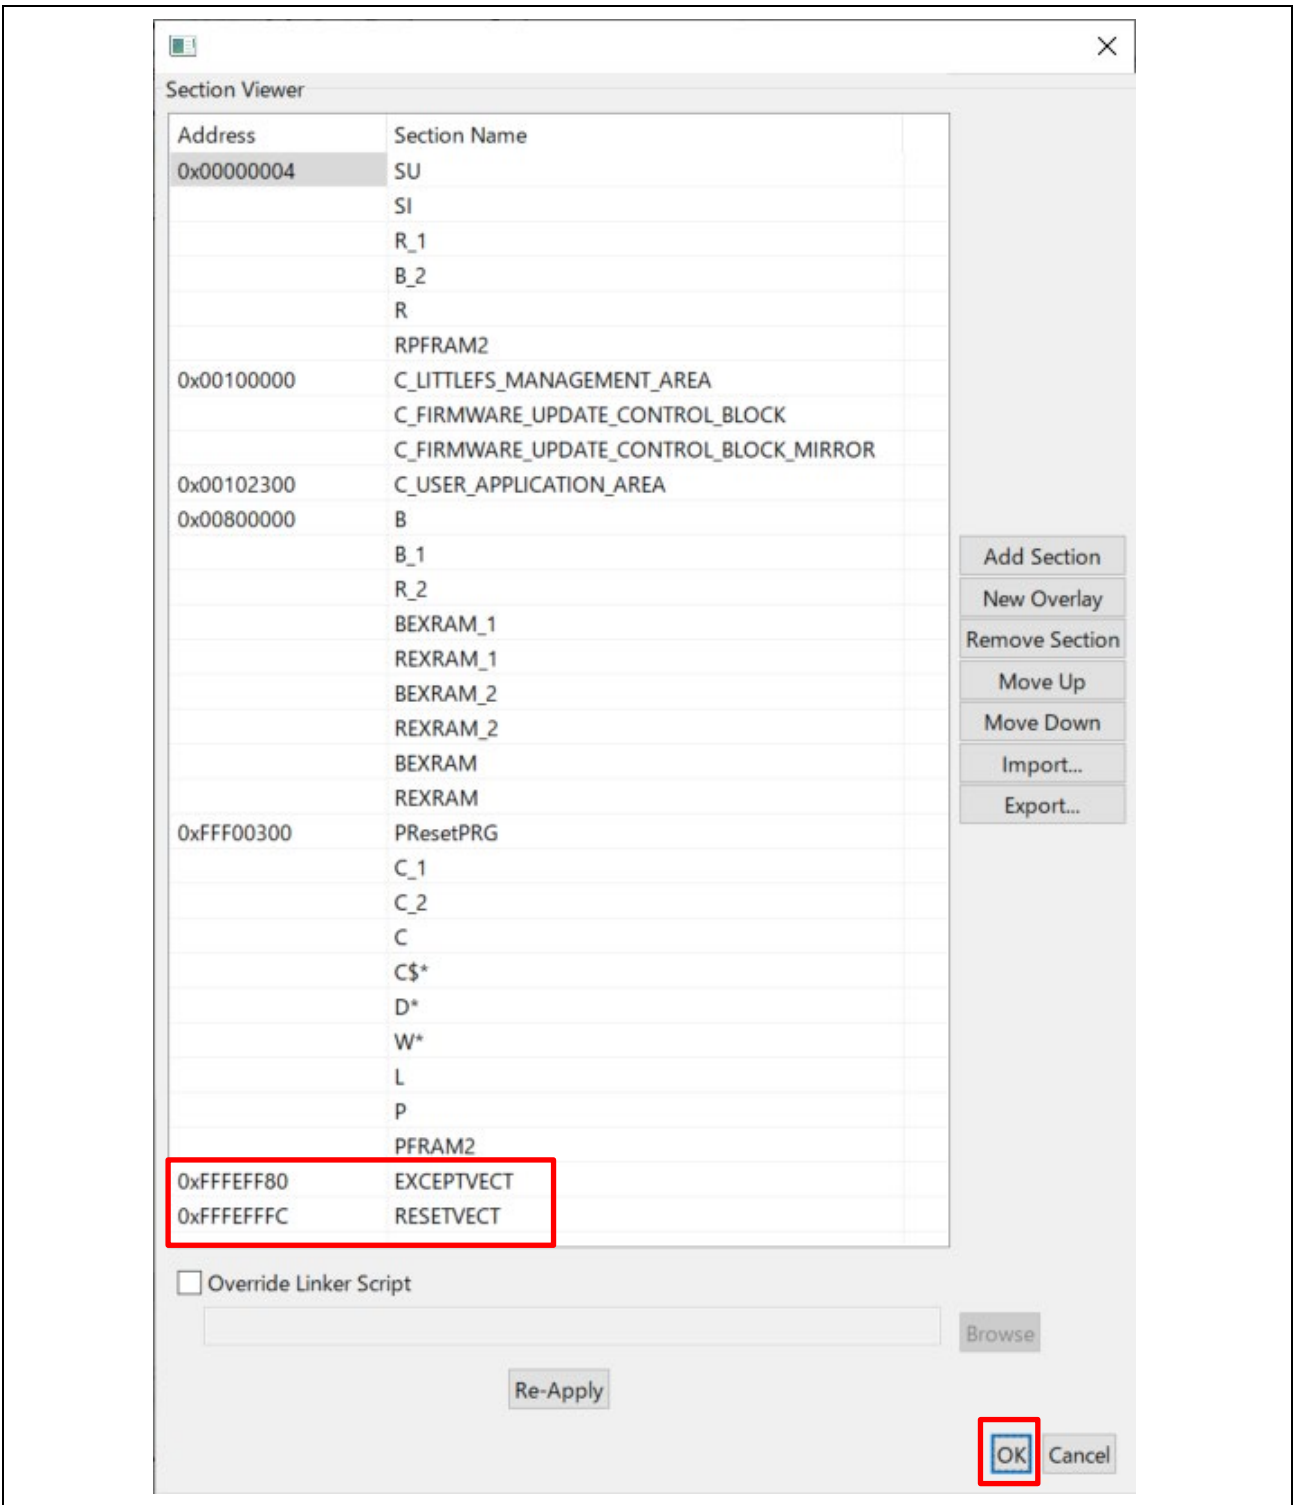 Section Viewer
Address Section Name
0x00000004 SU
SI
R_1
B_2
R
RPFRAM2
0x00100000 C_LITTLEFS_MANAGEMENT_AREA
C_FIRMWARE_UPDATE_CONTROL_BLOCK
C_FIRMWARE_UPDATE_CONTROL_BLOCK_MIRROR
0x00102300 C_USER_APPLICATION_AREA
0x00800000 B
B_1
R_2
BEXRAM_1
REXRAM_1
BEXRAM_2
REXRAM_2
BEXRAM
REXRAM
0xFFF00300 PResetPRG
C_1
C_2
C
C$*
D*
W*
L
P
PFRAM2
0xFFFEFF80 EXCEPTVECT
0xFFFEFFFC RESETVECT
Add Section
New Overlay
Remove Section
Move Up
Move Down
Import...
Export...
Override Linker Script
Browse
Re-Apply
OK Cancel